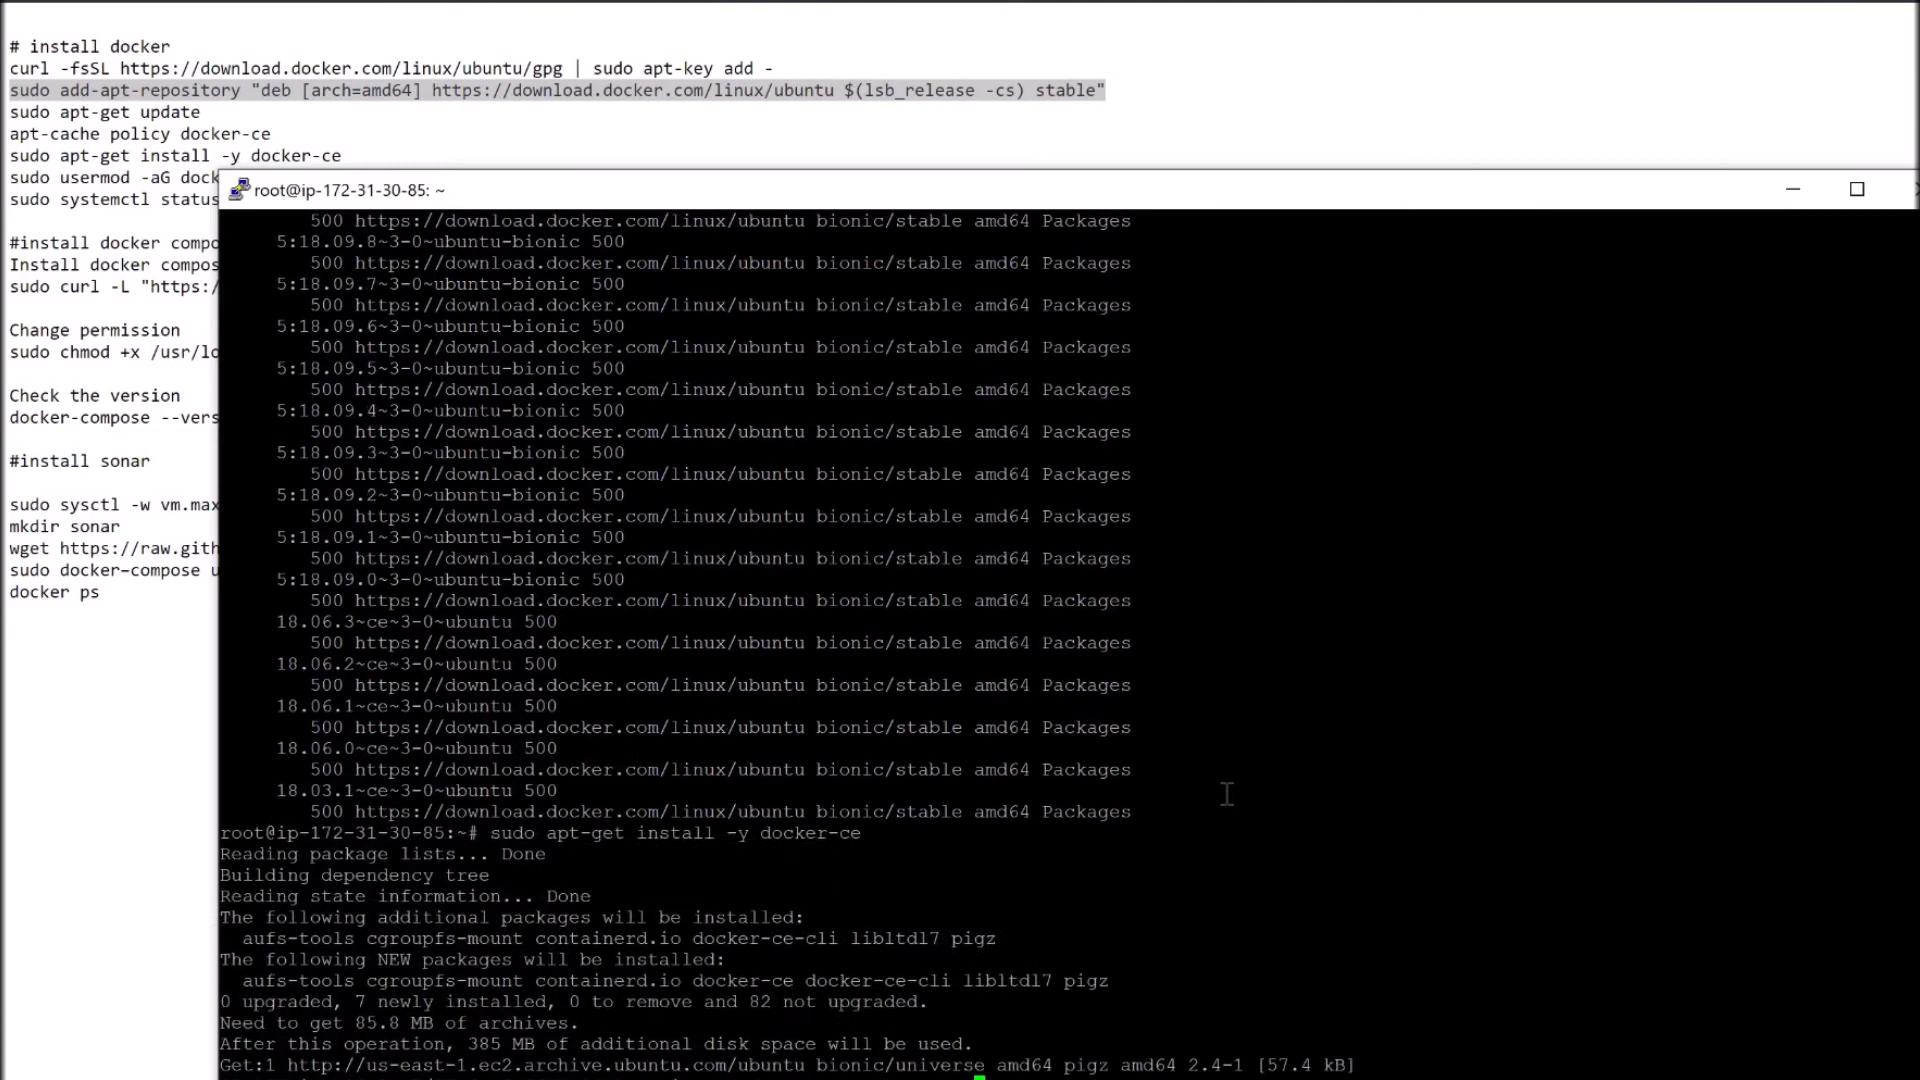 # install docker
curl -fsSL https://download.docker.com/linux/ubuntu/gpg | sudo apt-key add -
sudo add-apt-repository "deb [arch=amd64] https://download.docker.com/linux/ubuntu $(lsb_release -cs) stable"
sudo apt-get update
apt-cache policy docker-ce
sudo apt-get install -y docker-ce
sudo usermod -aG dock
sudo systemctl status
#install docker compo
Install docker compos
sudo curl -L "https:/
Change permission
sudo chmod +x /usr/lo
Check the version
docker-compose --vers
#install sonar
sudo sysctl -w vm.max
mkdir sonar
wget https://raw.gith
sudo docker-compose u
docker ps
root@ip-172-31-30-85: ~
500 https://download.docker.com/linux/ubuntu bionic/stable amd64 Packages
5:18.09.8~3-0~ubuntu-bionic 500
500 https://download.docker.com/linux/ubuntu bionic/stable amd64 Packages
5:18.09.7~3-0~ubuntu-bionic 500
500 https://download.docker.com/linux/ubuntu bionic/stable amd64 Packages
5:18.09.6~3-0~ubuntu-bionic 500
500 https://download.docker.com/linux/ubuntu bionic/stable amd64 Packages
5:18.09.5~3-0~ubuntu-bionic 500
500 https://download.docker.com/linux/ubuntu bionic/stable amd64 Packages
5:18.09.4~3-0~ubuntu-bionic 500
500 https://download.docker.com/linux/ubuntu bionic/stable amd64 Packages
5:18.09.3~3-0~ubuntu-bionic 500
500 https://download.docker.com/linux/ubuntu bionic/stable amd64 Packages
5:18.09.2~3-0~ubuntu-bionic 500
500 https://download.docker.com/linux/ubuntu bionic/stable amd64 Packages
5:18.09.1~3-0~ubuntu-bionic 500
500 https://download.docker.com/linux/ubuntu bionic/stable amd64 Packages
5:18.09.0~3-0~ubuntu-bionic 500
500 https://download.docker.com/linux/ubuntu bionic/stable amd64 Packages
18.06.3~ce~3-0~ubuntu 500
500 https://download.docker.com/linux/ubuntu bionic/stable amd64 Packages
18.06.2~ce~3-0~ubuntu 500
500 https://download.docker.com/linux/ubuntu bionic/stable amd64 Packages
18.06.1~ce~3-0~ubuntu 500
500 https://download.docker.com/linux/ubuntu bionic/stable amd64 Packages
18.06.0~ce~3-0~ubuntu 500
500 https://download.docker.com/linux/ubuntu bionic/stable amd64 Packages
18.03.1~ce~3-0~ubuntu 500
500 https://download.docker.com/linux/ubuntu bionic/stable amd64 Packages
root@ip-172-31-30-85:~# sudo apt-get install -y docker-ce
Reading package lists... Done
Building dependency tree
Reading state information... Done
The following additional packages will be installed:
aufs-tools cgroupfs-mount containerd.io docker-ce-cli libltdl7 pigz
The following NEW packages will be installed:
aufs-tools cgroupfs-mount containerd.io docker-ce docker-ce-cli libltdl7 pigz
0 upgraded, 7 newly installed, 0 to remove and 82 not upgraded.
Need to get 85.8 MB of archives.
After this operation, 385 MB of additional disk space will be used.
Get:1 http://us-east-1.ec2.archive.ubuntu.com/ubuntu bionic/universe amd64 pigz amd64 2.4-1 [57.4 kB]